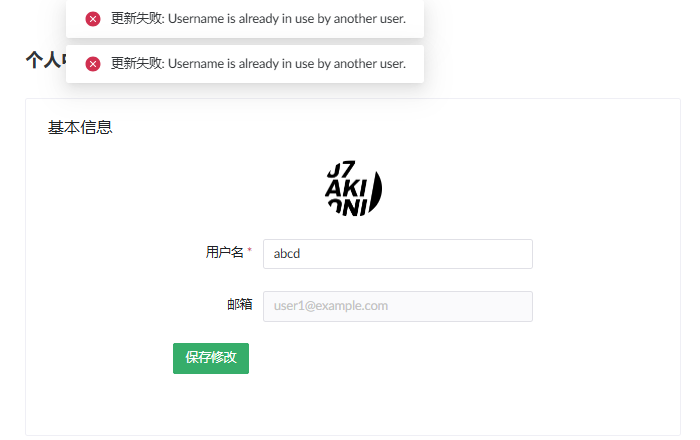 更新失败: Username is already in use by another user.
更新失败: Username is already in use by another user.
个人
基本信息
J7
AKI
ONI
用户名 *
abcd
邮箱
user1@example.com
保存修改